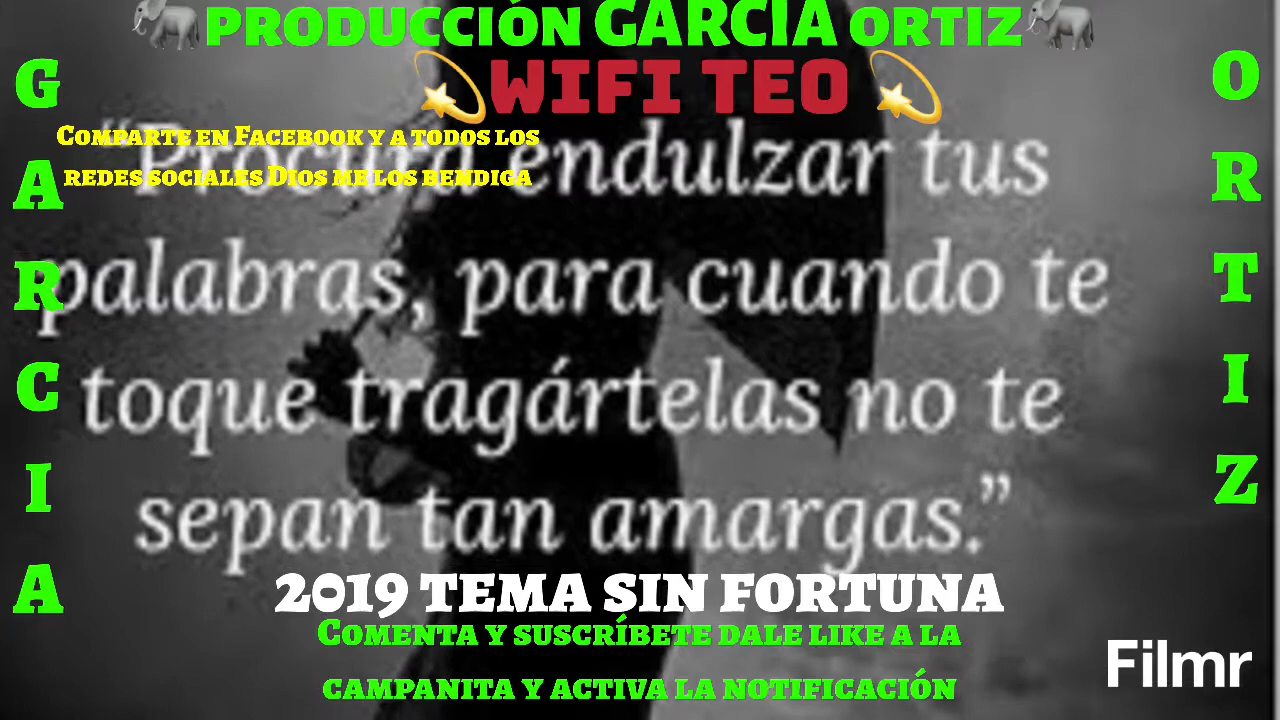 PRODUCCIÓN GARCIA ORTIZ
WIFI TEO
GARCIA
ORTIZ
Comparte en Facebook y a todos los
redes sociales Dios me los bendiga
“Procura endulzar tus
palabras, para cuando te
toque tragártelas no te
sepan tan amargas.”
2019 TEMA SIN FORTUNA
Comenta y suscríbete dale like a la
campanita y activa la notificación
Filmr